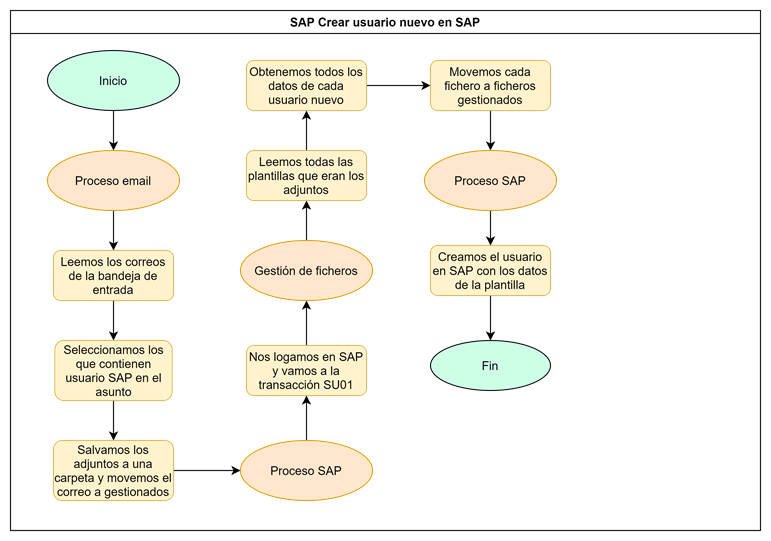 SAP Crear usuario nuevo en SAP
Inicio
Proceso email
Leemos los correos
de la bandeja de
entrada
Seleccionamos los
que contienen
usuario SAP en el
asunto
Salvamos los
adjuntos a una
carpeta y movemos el
correo a gestionados
Proceso SAP
Nos logamos en SAP
y vamos a la
transacción SU01
Gestión de ficheros
Leemos todas las
plantillas que eran los
adjuntos
Obtenemos todos los
datos de cada
usuario nuevo
Movemos cada
fichero a ficheros
gestionados
Proceso SAP
Creamos el usuario
en SAP con los datos
de la plantilla
Fin